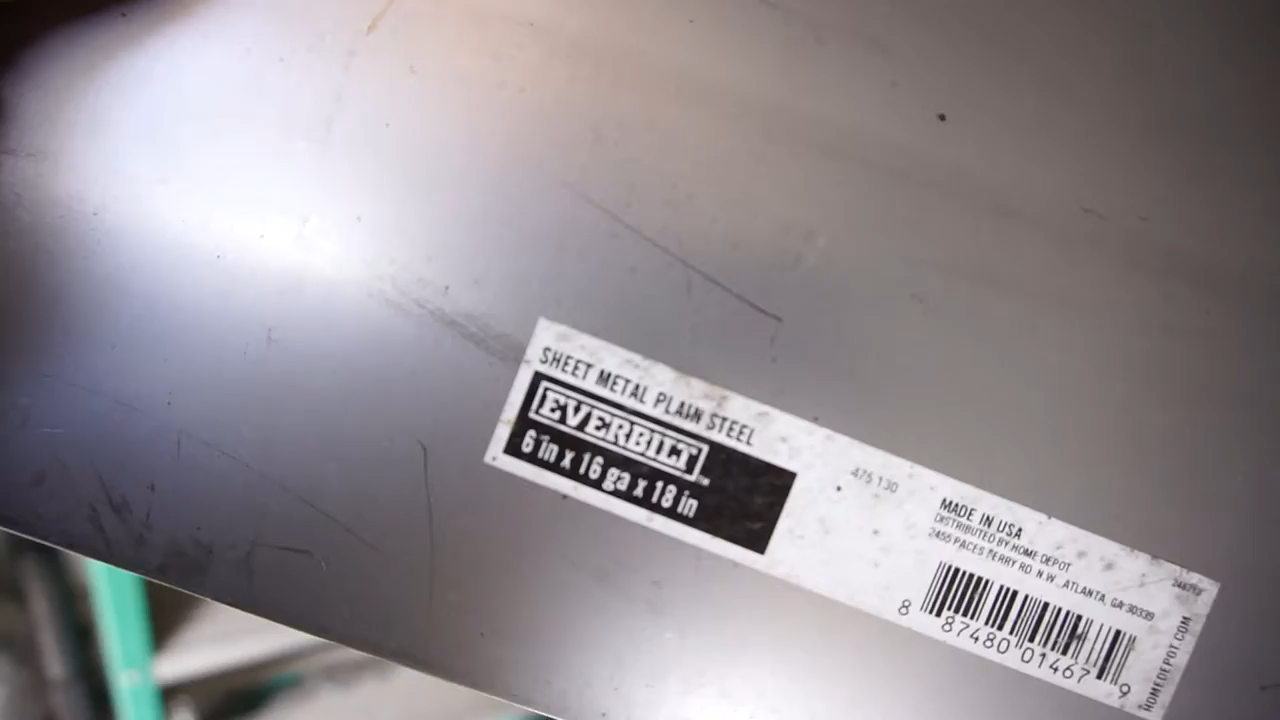 SHEET METAL PLAIN STEEL
EVERBILT™
6 in x 16 ga x 18 in
475 130
MADE IN USA
DISTRIBUTED BY HOME DEPOT
2455 PACES FERRY RD. N.W. ATLANTA, GA 30339
8 87480 01467 9
HOMEDEPOT.COM